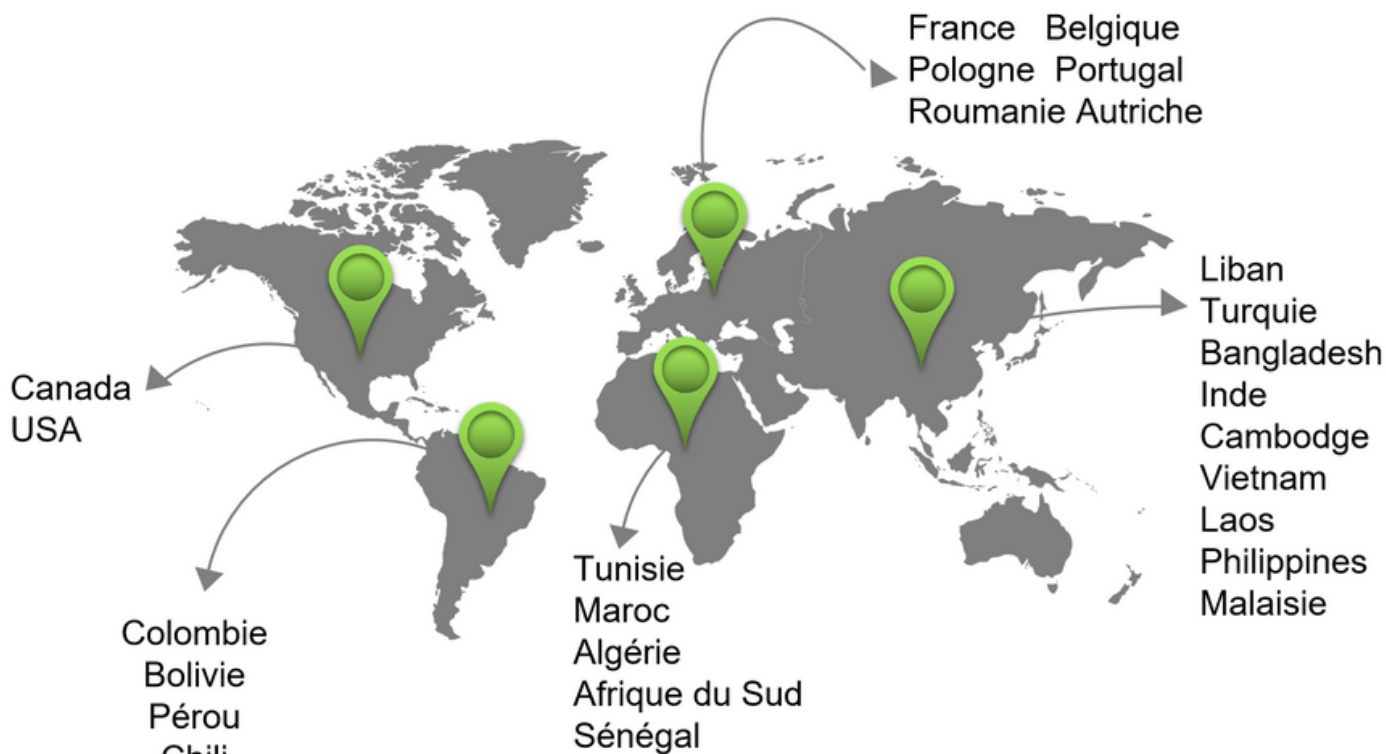 France Belgique
Pologne Portugal
Roumanie Autriche
Liban
Turquie
Bangladesh
Inde
Cambodge
Vietnam
Laos
Philippines
Malaisie
Canada
USA
Colombie
Bolivie
Pérou
Chili
Tunisie
Maroc
Algérie
Afrique du Sud
Sénégal